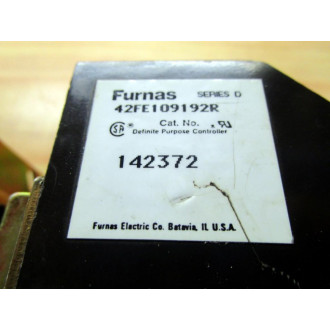 Furnas SERIES D
42FE109192R
Cat. No.
Definite Purpose Controller
142372
Furnas Electric Co. Batavia, IL U.S.A.